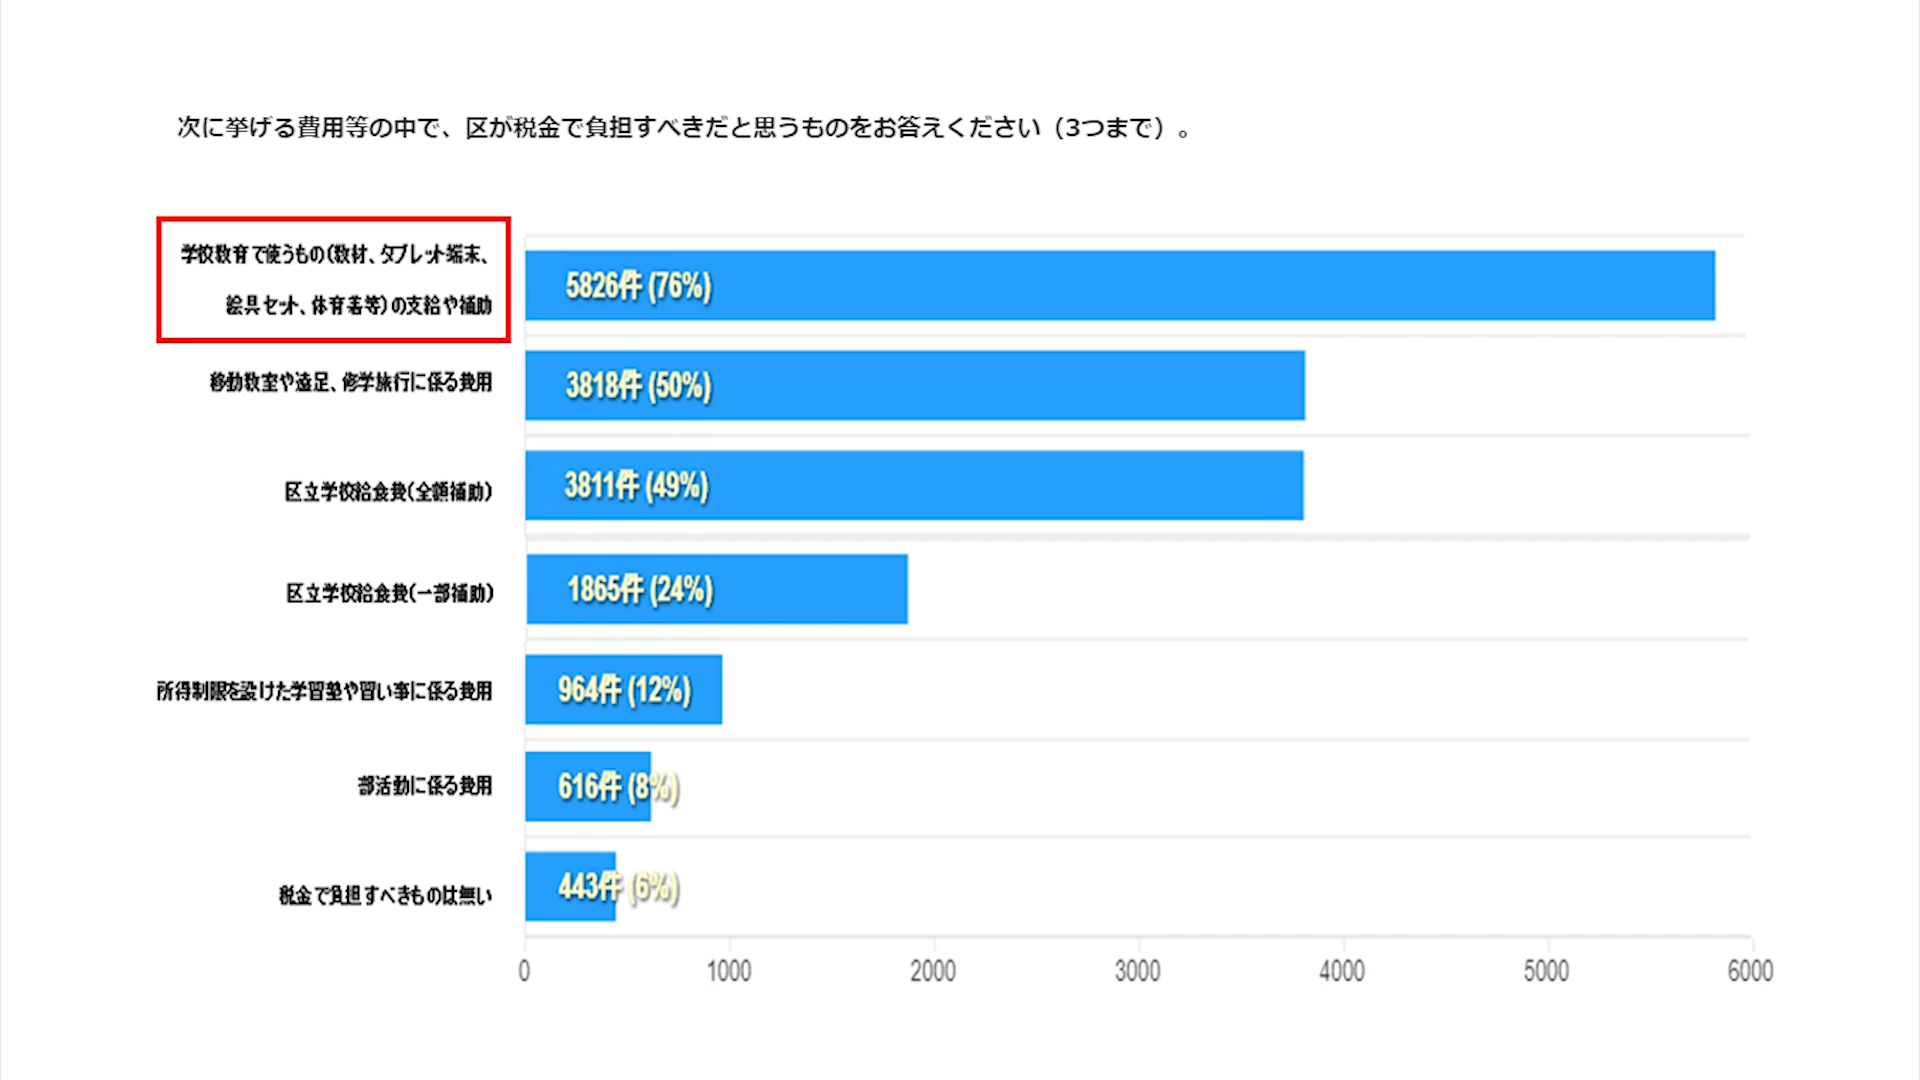 次に挙げる費用等の中で、区が税金で負担すべきだと思うものをお答えください（3つまで）。
学校教育で使うもの（教材、タブレット端末、
絵具セット、体育着等）の支給や補助
5826件 (76%)
移動教室や遠足、修学旅行に係る費用
3818件 (50%)
区立学校給食費（全額補助）
3811件 (49%)
区立学校給食費（一部補助）
1865件 (24%)
所得制限を設けた学習塾や習い事に係る費用
964件 (12%)
部活動に係る費用
616件 (8%)
税金で負担すべきものは無い
443件 (6%)
0 1000 2000 3000 4000 5000 6000